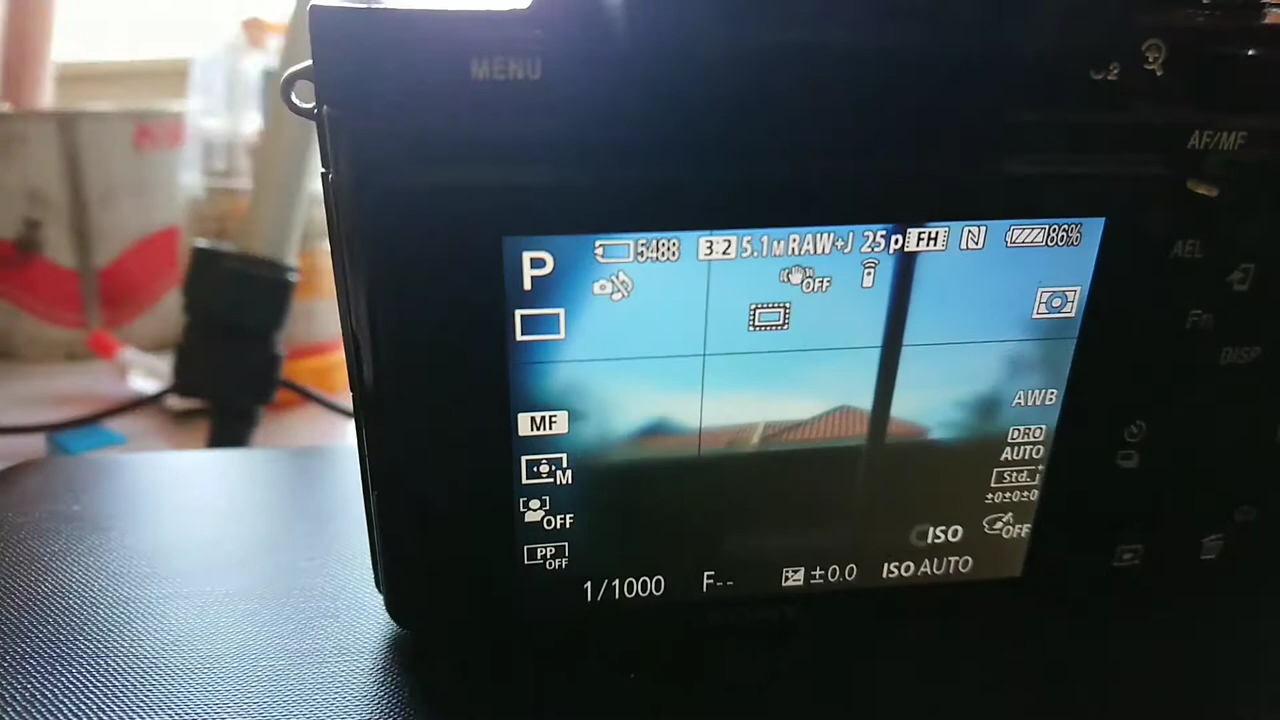 MENU
C2
AF/MF
AEL
Fn
DISP
P 5488 3:2 5.1M RAW+J 25p FH N 86%
OFF
MF
M
OFF
PP OFF
AWB
DRO
AUTO
Std.
±0±0±0
OFF
ISO
1/1000 F-- ±0.0 ISO AUTO